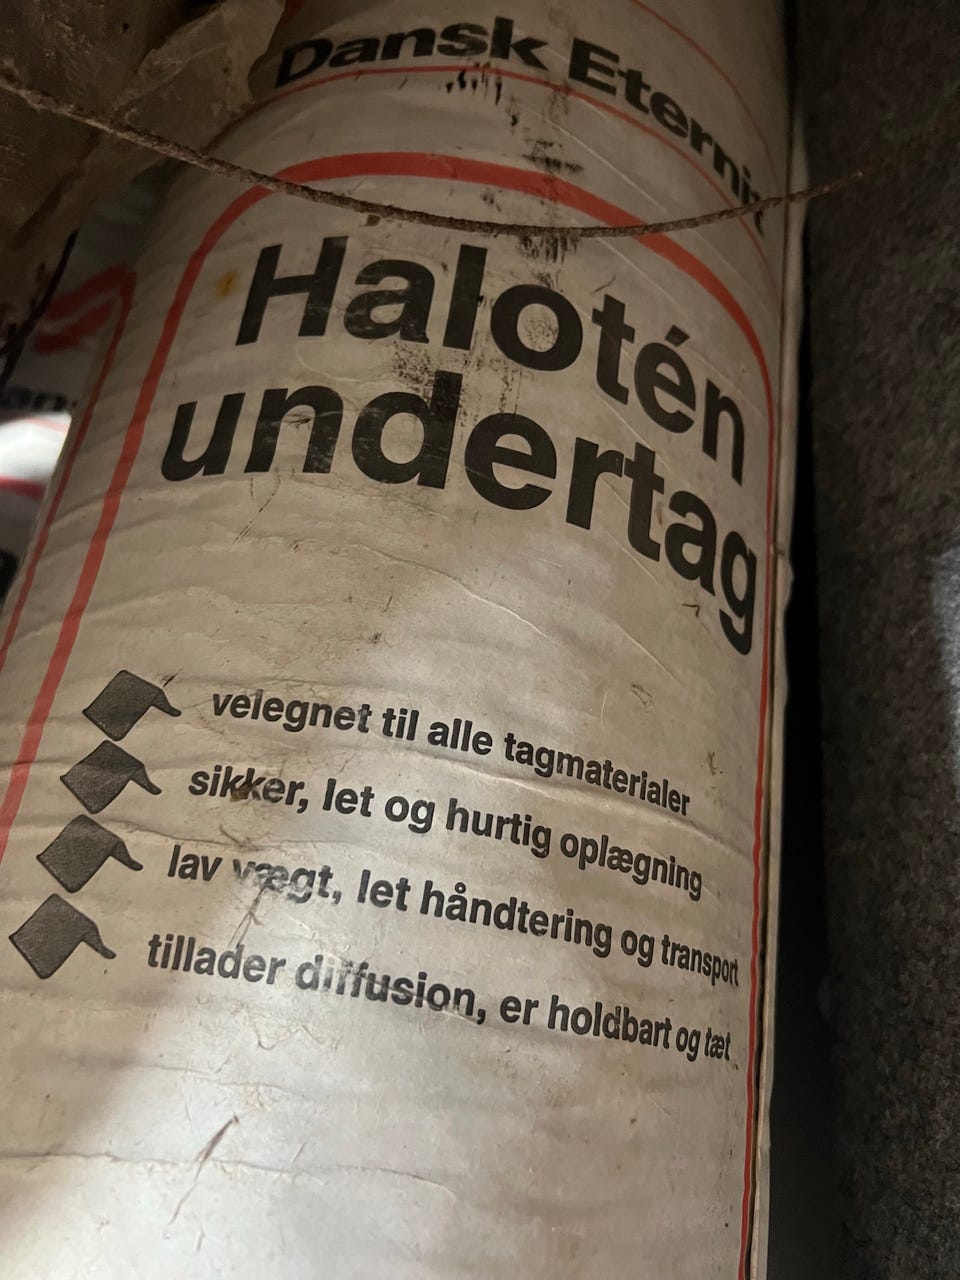 Dansk Eternit
Halotén
undertag
velegnet til alle tagmaterialer
sikker, let og hurtig oplægning
lav vægt, let håndtering og transport
tillader diffusion, er holdbart og tæt